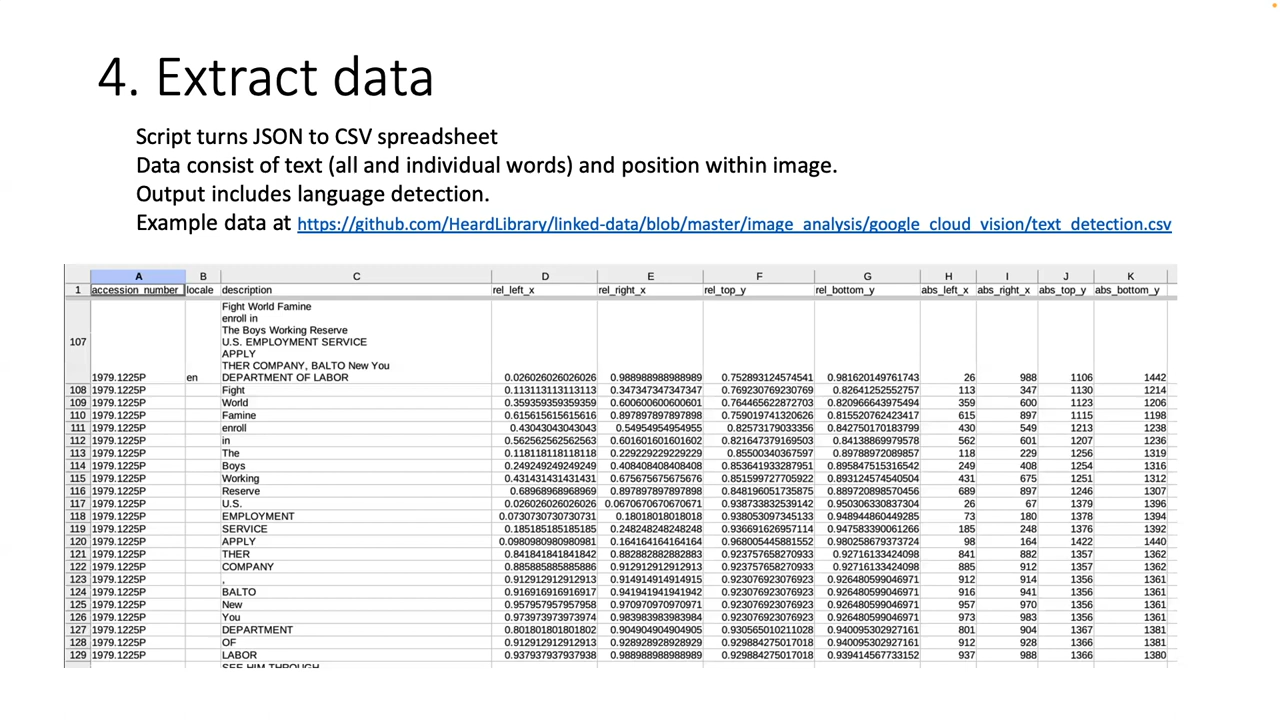 4. Extract data
Script turns JSON to CSV spreadsheet
Data consist of text (all and individual words) and position within image.
Output includes language detection.
Example data at https://github.com/HeardLibrary/linked-data/blob/master/image_analysis/google_cloud_vision/text_detection.csv
A B C D E F G H I J K
1 accession_number locale description rel_left_x rel_right_x rel_top_y rel_bottom_y abs_left_x abs_right_x abs_top_y abs_bottom_y
Fight World Famine
enroll in
The Boys Working Reserve
107 U.S. EMPLOYMENT SERVICE
APPLY
THER COMPANY, BALTO New You
1979.1225P en DEPARTMENT OF LABOR 0.026026026026026 0.988988988988989 0.752893124574541 0.981620149761743 26 988 1106 1442
108 1979.1225P Fight 0.113113113113113 0.347347347347347 0.769230769230769 0.82641252552757 113 347 1130 1214
109 1979.1225P World 0.359359359359359 0.600600600600601 0.764465622872703 0.820966643975494 359 600 1123 1206
110 1979.1225P Famine 0.615615615615616 0.897897897897898 0.759019741320626 0.815520762423417 615 897 1115 1198
111 1979.1225P enroll 0.43043043043043 0.54954954954955 0.82573179033356 0.842750170183799 430 549 1213 1238
112 1979.1225P in 0.562562562562563 0.601601601601602 0.821647379169503 0.84138869979578 562 601 1207 1236
113 1979.1225P The 0.118118118118118 0.229229229229229 0.85500340367597 0.89788972089857 118 229 1256 1319
114 1979.1225P Boys 0.249249249249249 0.408408408408408 0.853641933287951 0.895847515316542 249 408 1254 1316
115 1979.1225P Working 0.431431431431431 0.675675675675676 0.851599727705922 0.893124574540504 431 675 1251 1312
116 1979.1225P Reserve 0.68968968968969 0.897897897897898 0.848196051735875 0.889720898570456 689 897 1246 1307
117 1979.1225P U.S. 0.026026026026026 0.0670670670670671 0.938733832539142 0.950306330837304 26 67 1379 1396
118 1979.1225P EMPLOYMENT 0.0730730730730731 0.18018018018018 0.938053097345133 0.948944860449285 73 180 1378 1394
119 1979.1225P SERVICE 0.185185185185185 0.248248248248248 0.936691626957114 0.947583390061266 185 248 1376 1392
120 1979.1225P APPLY 0.0980980980980981 0.164164164164164 0.968005445881552 0.980258679373724 98 164 1422 1440
121 1979.1225P THER 0.841841841841842 0.882882882882883 0.923757658270933 0.92716133424098 841 882 1357 1362
122 1979.1225P COMPANY 0.885885885885886 0.912912912912913 0.923757658270933 0.92716133424098 885 912 1357 1362
123 1979.1225P , 0.912912912912913 0.914914914914915 0.923076923076923 0.926480599046971 912 914 1356 1361
124 1979.1225P BALTO 0.916916916916917 0.941941941941942 0.923076923076923 0.926480599046971 916 941 1356 1361
125 1979.1225P New 0.957957957957958 0.970970970970971 0.923076923076923 0.926480599046971 957 970 1356 1361
126 1979.1225P You 0.973973973973974 0.983983983983984 0.923076923076923 0.926480599046971 973 983 1356 1361
127 1979.1225P DEPARTMENT 0.801801801801802 0.904904904904905 0.930565010211028 0.940095302927161 801 904 1367 1381
128 1979.1225P OF 0.912912912912913 0.928928928928929 0.929884275017018 0.940095302927161 912 928 1366 1381
129 1979.1225P LABOR 0.937937937937938 0.988988988988989 0.929884275017018 0.939414567733152 937 988 1366 1380
SEE HIM THROUGH